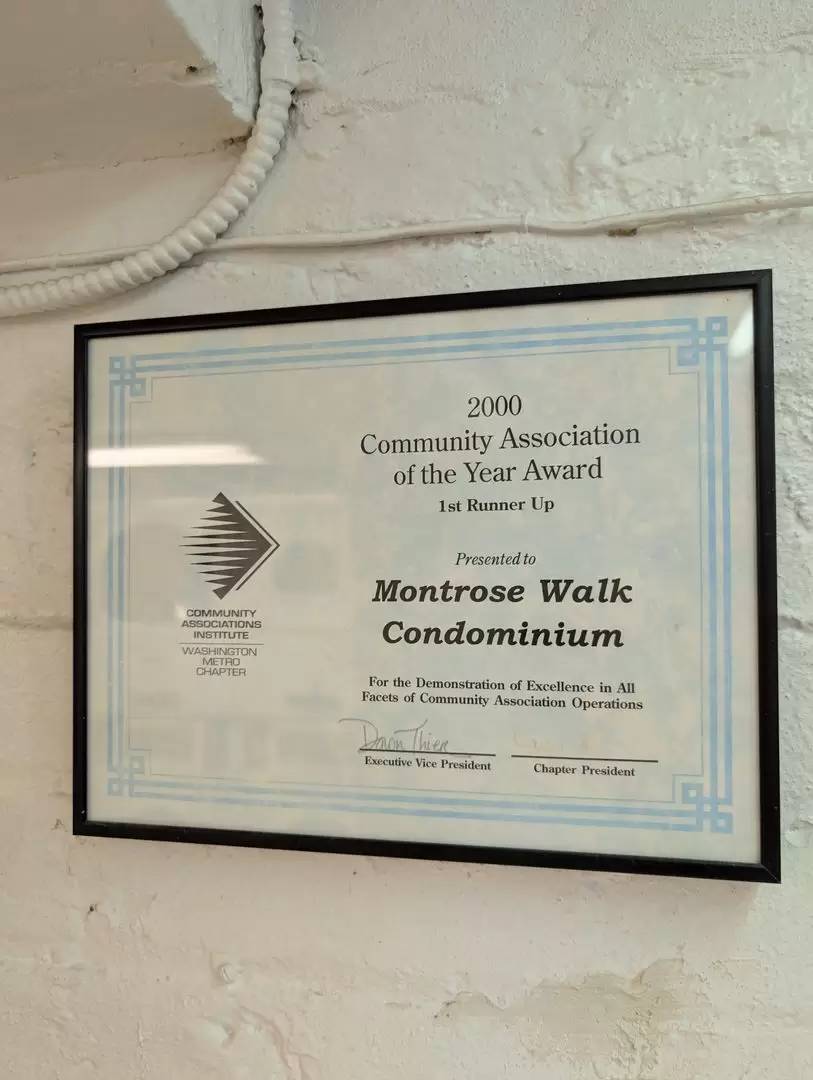 2000
Community Association
of the Year Award
1st Runner Up
Presented to
Montrose Walk
Condominium
For the Demonstration of Excellence in All
Facets of Community Association Operations
Executive Vice President
Chapter President
COMMUNITY
ASSOCIATIONS
INSTITUTE
WASHINGTON
METRO
CHAPTER